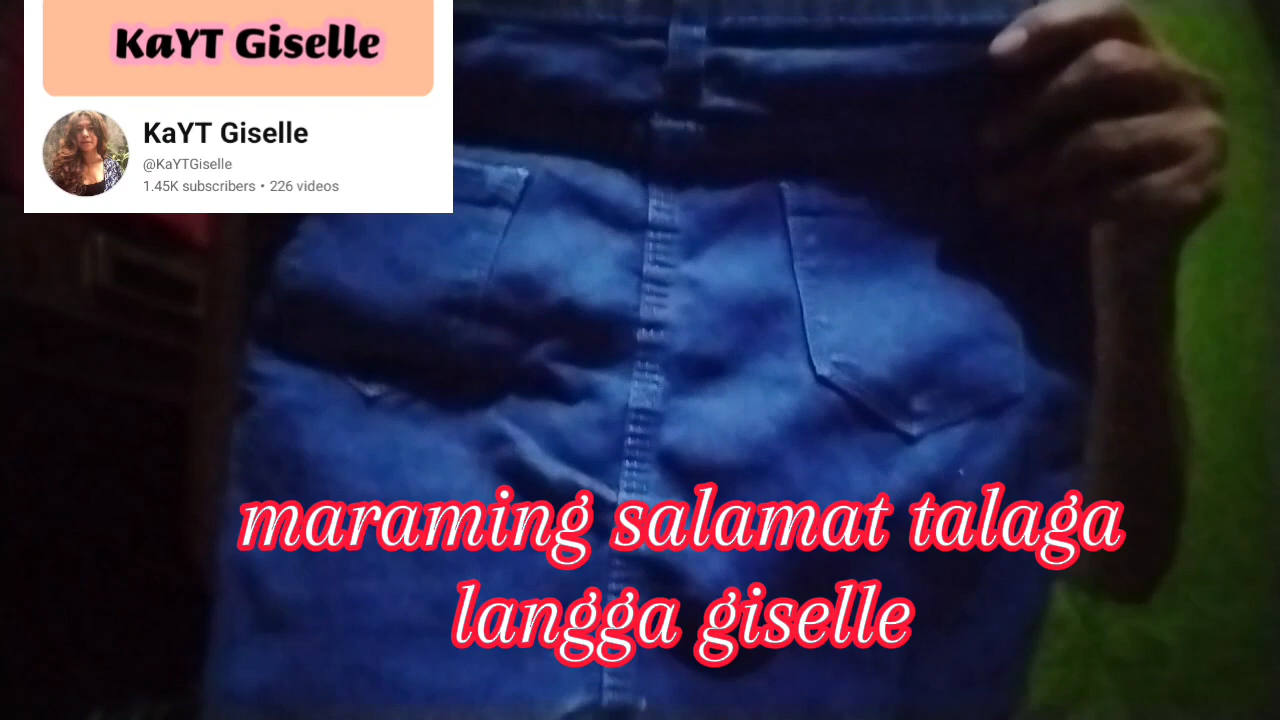 KaYT Giselle
KaYT Giselle
@KaYTGiselle
1.45K subscribers • 226 videos
maraming salamat talaga
langga giselle